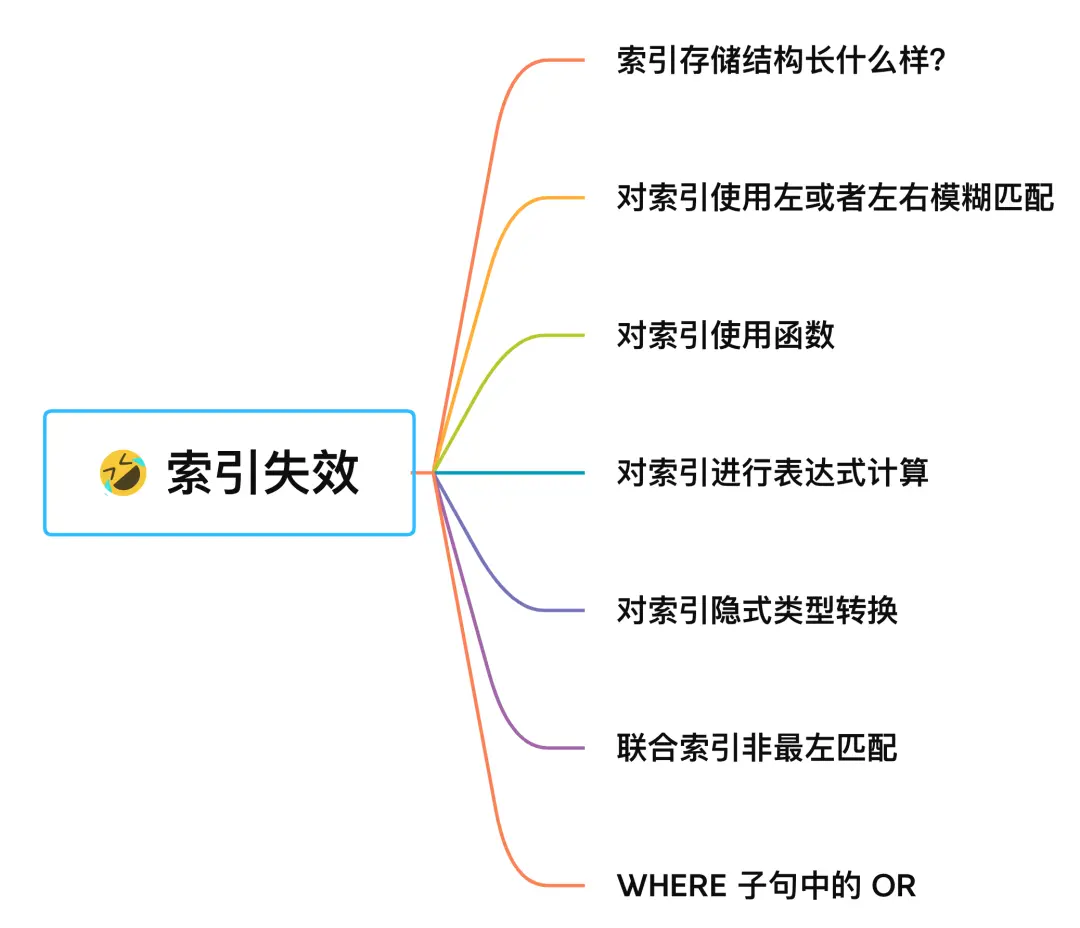 索引存储结构长什么样？
对索引使用左或者左右模糊匹配
对索引使用函数
🤣 索引失效
对索引进行表达式计算
对索引隐式类型转换
联合索引非最左匹配
WHERE 子句中的 OR